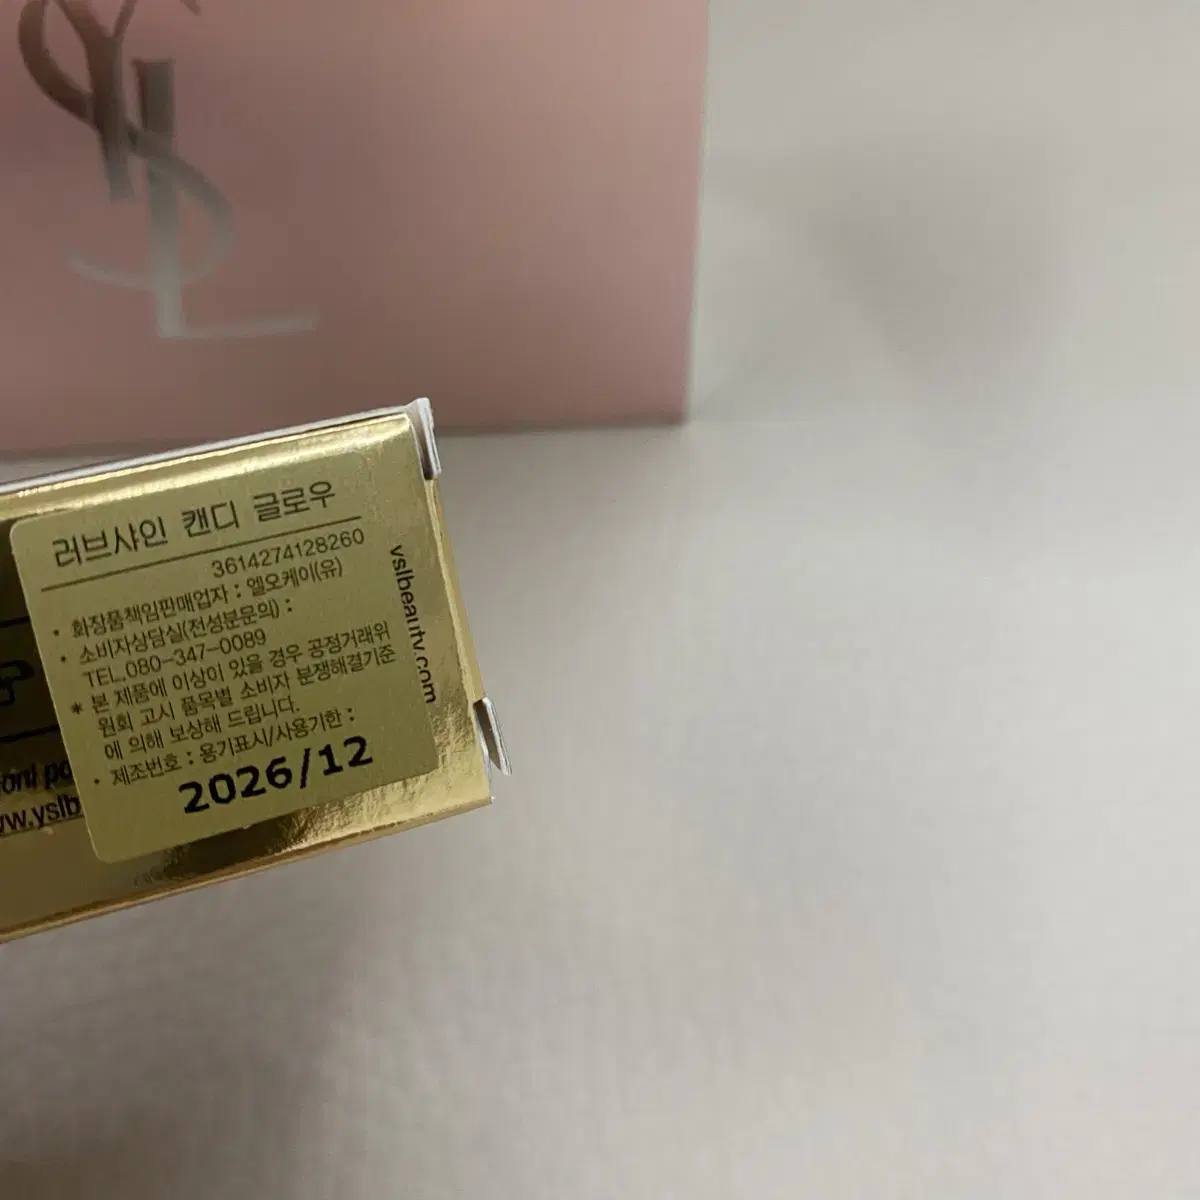 YSL
러브샤인 캔디 글로우
3614274128260
• 화장품책임판매업자 : 엘오케이(유)
• 소비자상담실(전성분문의) :
TEL.080-347-0089
* 본 제품에 이상이 있을 경우 공정거래위
원회 고시 품목별 소비자 분쟁해결기준
에 의해 보상해 드립니다.
• 제조번호 : 용기표시/사용기한 :
2026/12
yslbeauty.com